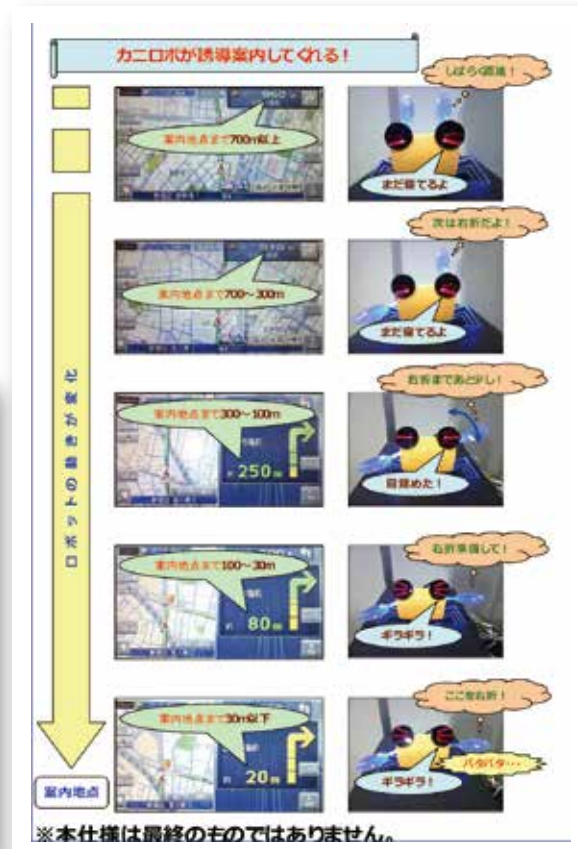 カニロボが誘導案内してくれる!
しばらく直進!
案内地点まで700m以上
まだ寝てるよ
次は右折だよ!
案内地点まで700～300m
まだ寝てるよ
右折まであと少し!
案内地点まで300～100m
250m
目覚めた!
右折準備して!
案内地点まで100～30m
80m
ギラギラ!
ここを右折!
案内地点まで30m以下
20m
バタバタ・・・
ギラギラ!
ロボットの動きが変化
案内地点
※本仕様は最終のものではありません。